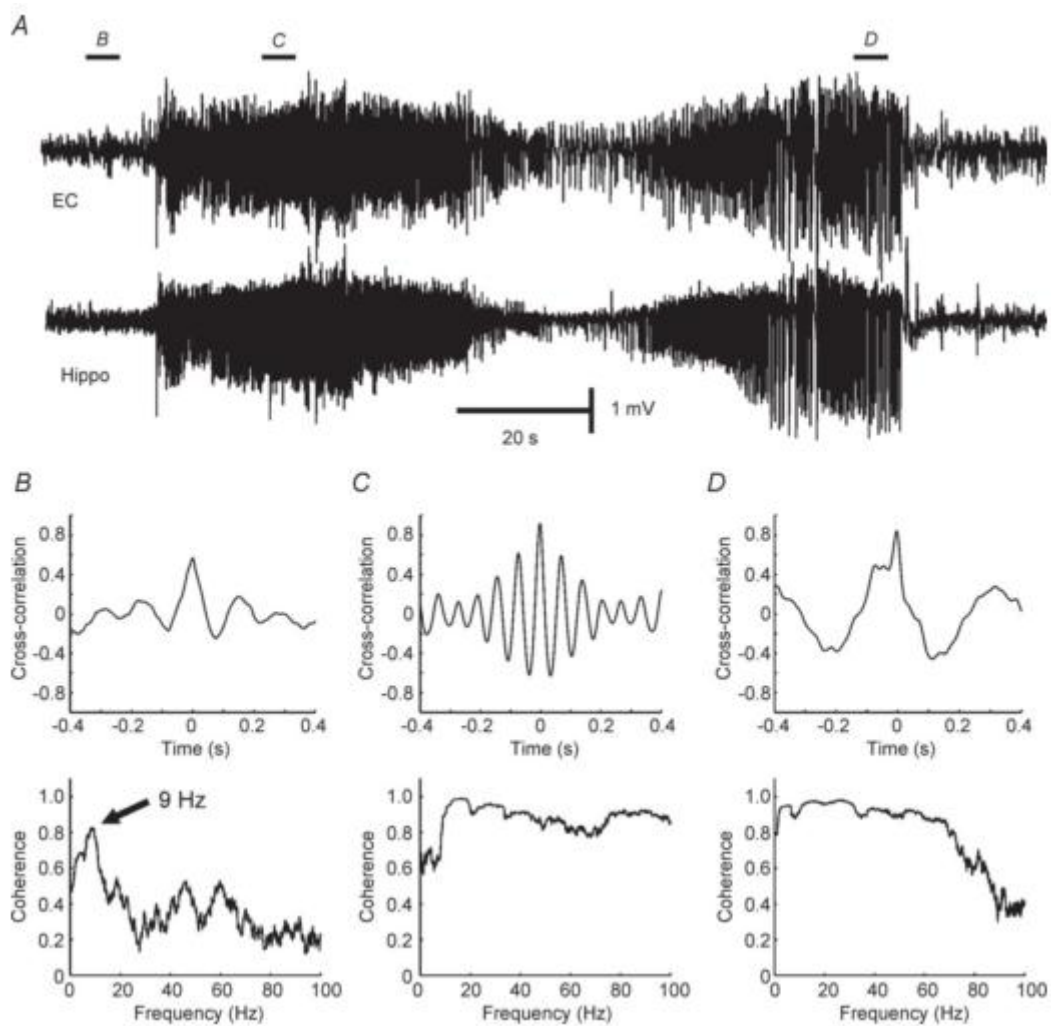 A
B C D
EC
Hippo
1 mV
20 s
B C D
0.8 0.8 0.8
Cross-correlation Cross-correlation Cross-correlation
0.4 0.4 0.4
0 0 0
-0.4 -0.4 -0.4
-0.8 -0.8 -0.8
-0.4 -0.2 0 0.2 0.4 -0.4 -0.2 0 0.2 0.4 -0.4 -0.2 0 0.2 0.4
Time (s) Time (s) Time (s)
1.0 9 Hz 1.0 1.0
0.8 0.8 0.8
Coherence Coherence Coherence
0.6 0.6 0.6
0.4 0.4 0.4
0.2 0.2 0.2
0 0 0
0 20 40 60 80 100 0 20 40 60 80 100 0 20 40 60 80 100
Frequency (Hz) Frequency (Hz) Frequency (Hz)